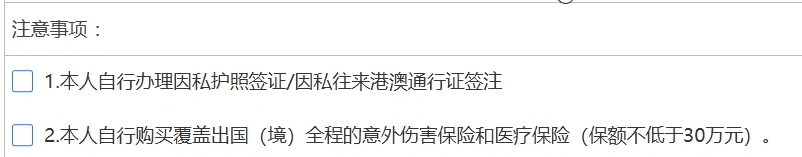 注意事项：
1.本人自行办理因私护照签证/因私往来港澳通行证签注
2.本人自行购买覆盖出国（境）全程的意外伤害保险和医疗保险（保额不低于30万元）。